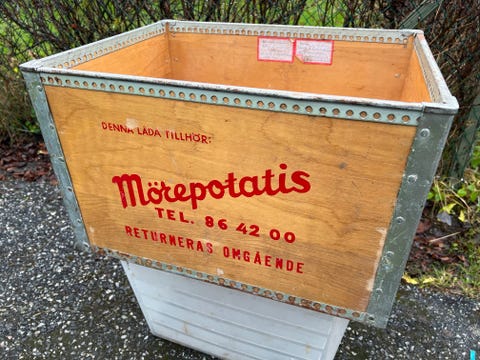 DENNA LÅDA TILLHÖR:
Mörepotatis
TEL. 86 42 00
RETURNERAS OMGÅENDE